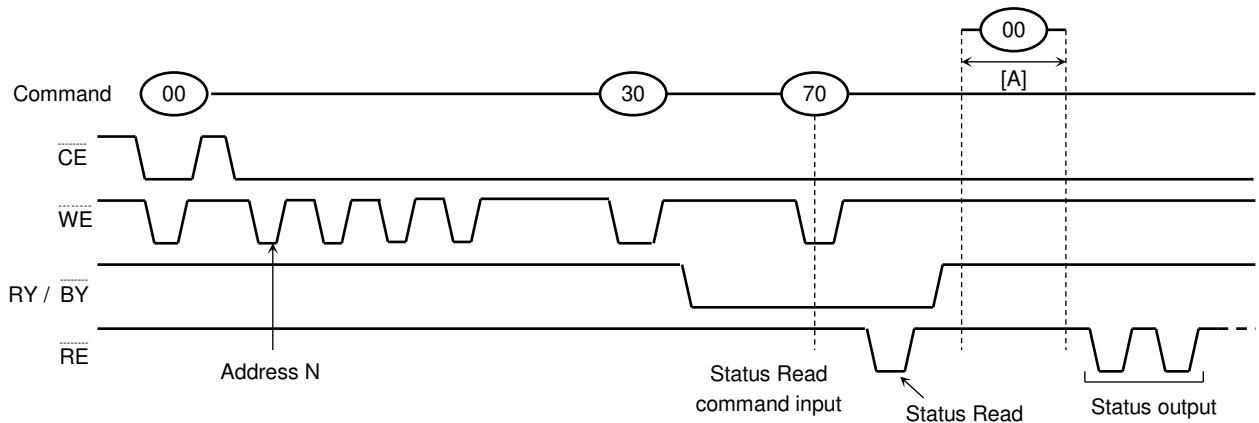 00
[A]
Command 00 30 70
CE
WE
RY / BY
RE
Address N
Status Read
command input
Status Read
Status output